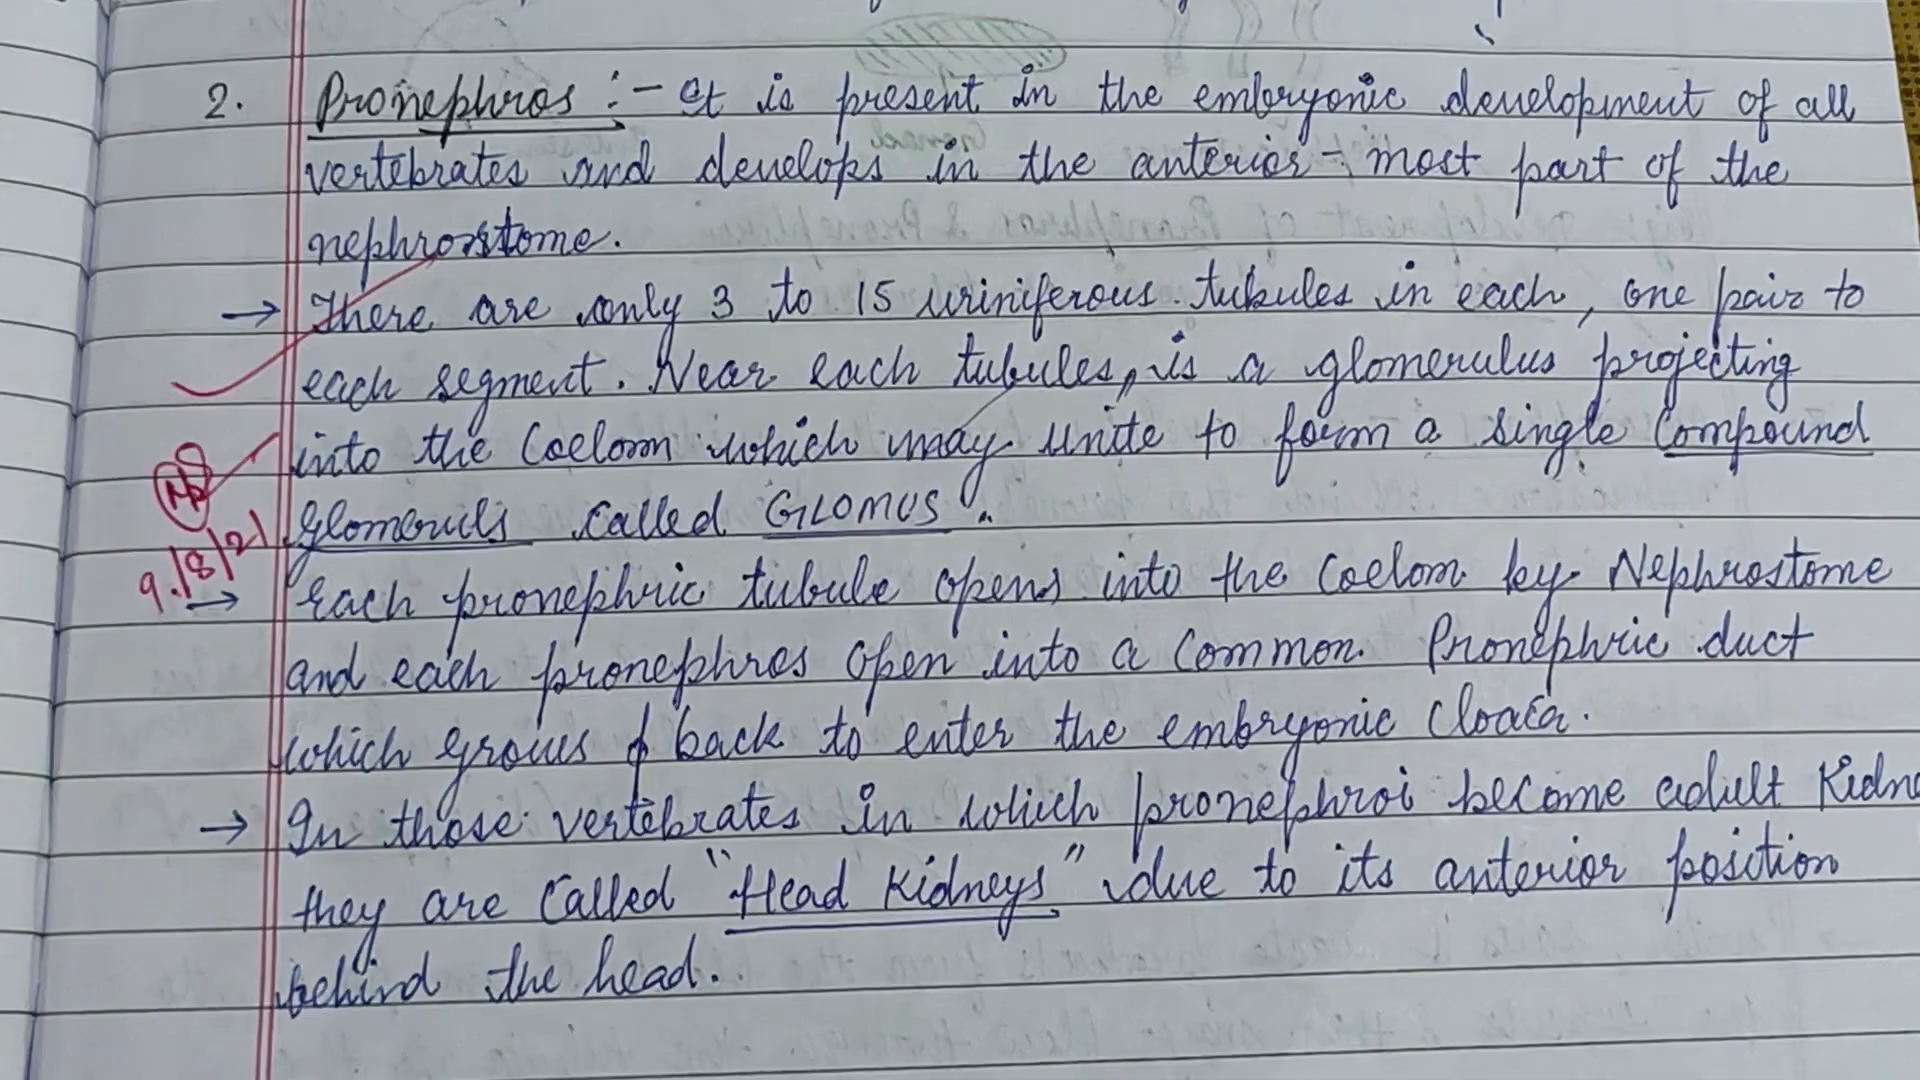 2. Pronephros :- It is present in the embryonic development of all
vertebrates and develops in the anterior-most part of the
nephrostome.
→ There are only 3 to 15 uriniferous tubules in each, one pair to
each segment. Near each tubules, is a glomerulus projecting
into the Coelom which may unite to form a single Compound
glomeruls called GLOMUS.
9/8/21
→ Each pronephric tubule opens into the Coelom by Nephrostome
and each pronephros open into a Common Pronephric duct
which grows back to enter the embryonic Cloaca.
→ In those vertebrates in which pronephroi become adult Kidne
they are Called "Head Kidneys" due to its anterior position
behind the head.